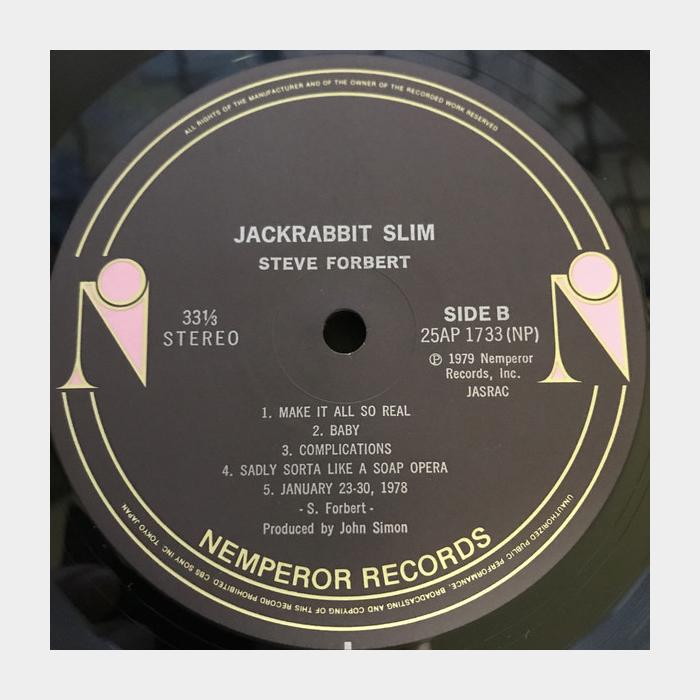 ALL RIGHTS OF THE MANUFACTURER AND OF THE OWNER OF THE RECORDED WORK RESERVED
JACKRABBIT SLIM
STEVE FORBERT
33⅓
STEREO
SIDE B
25AP 1733 (NP)
℗ 1979 Nemperor
Records, Inc.
JASRAC
1. MAKE IT ALL SO REAL
2. BABY
3. COMPLICATIONS
4. SADLY SORTA LIKE A SOAP OPERA
5. JANUARY 23-30, 1978
- S. Forbert -
Produced by John Simon
NEMPEROR RECORDS
UNAUTHORIZED PUBLIC PERFORMANCE, BROADCASTING AND COPYING OF THIS RECORD PROHIBITED CBS SONY INC. TOKYO JAPAN